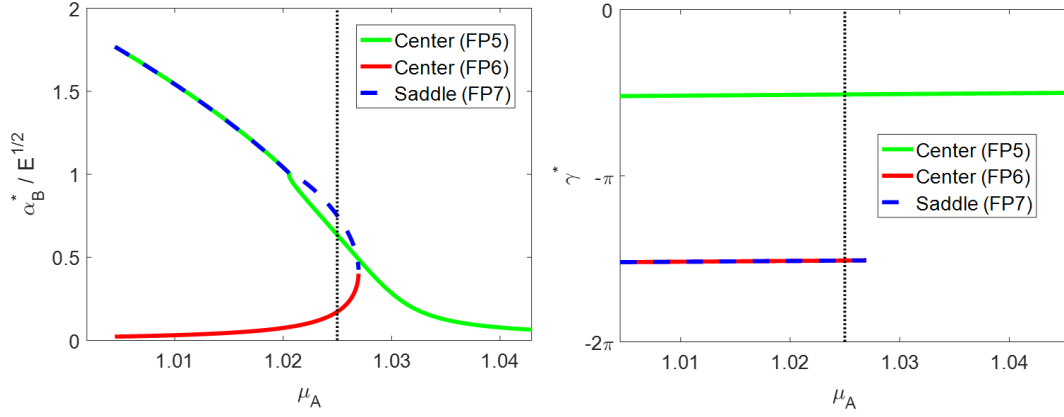 2
1.5
1
0.5
0
α*B / E1/2
1.01
1.02
1.03
1.04
μA
Center (FP5)
Center (FP6)
Saddle (FP7)
0
-π
-2π
γ*
1.01
1.02
1.03
1.04
μA
Center (FP5)
Center (FP6)
Saddle (FP7)